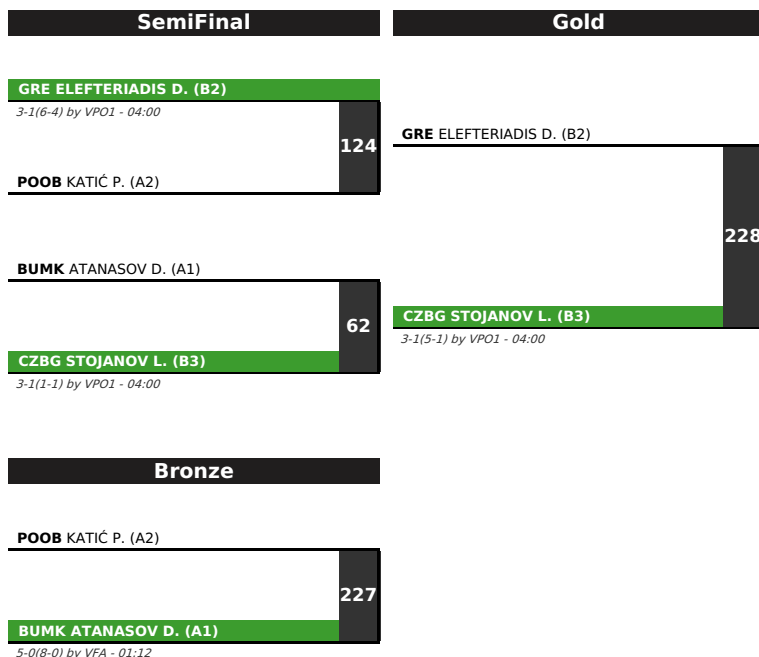 SemiFinal
GRE ELEFTERIADIS D. (B2)
3-1(6-4) by VPO1 - 04:00
124
POOB KATIĆ P. (A2)
BUMK ATANASOV D. (A1)
62
CZBG STOJANOV L. (B3)
3-1(1-1) by VPO1 - 04:00
Gold
GRE ELEFTERIADIS D. (B2)
228
CZBG STOJANOV L. (B3)
3-1(5-1) by VPO1 - 04:00
Bronze
POOB KATIĆ P. (A2)
227
BUMK ATANASOV D. (A1)
5-0(8-0) by VFA - 01:12